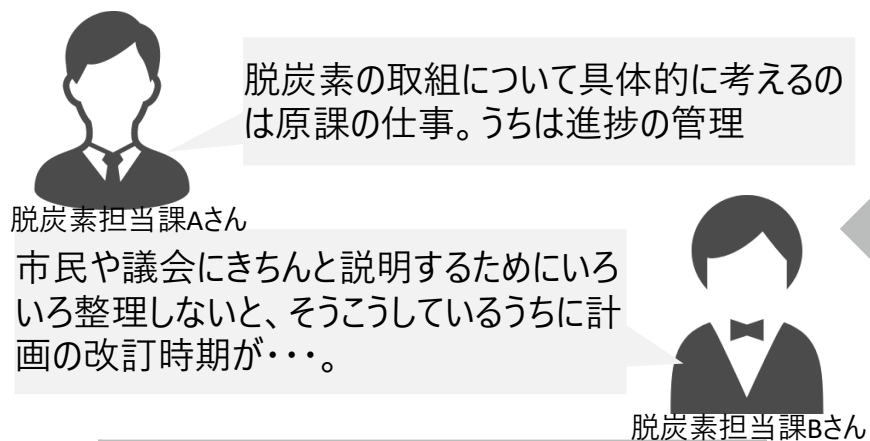 脱炭素の取組について具体的に考えるの
は原課の仕事。うちは進捗の管理
脱炭素担当課Aさん
市民や議会にきちんと説明するためにいろ
いろ整理しないと、そうこうしているうちに計
画の改訂時期が・・・。
脱炭素担当課Bさん